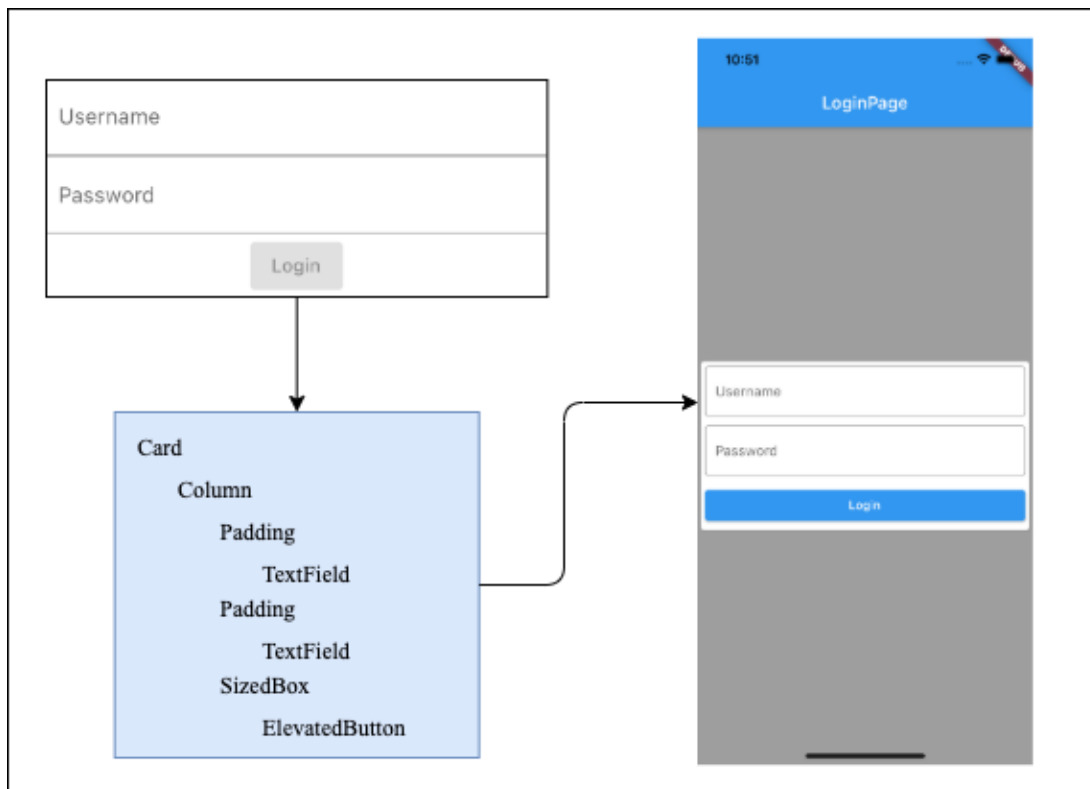 Username
Password
Login
Card
Column
Padding
TextField
Padding
TextField
SizedBox
ElevatedButton
10:51
LoginPage
Username
Password
Login